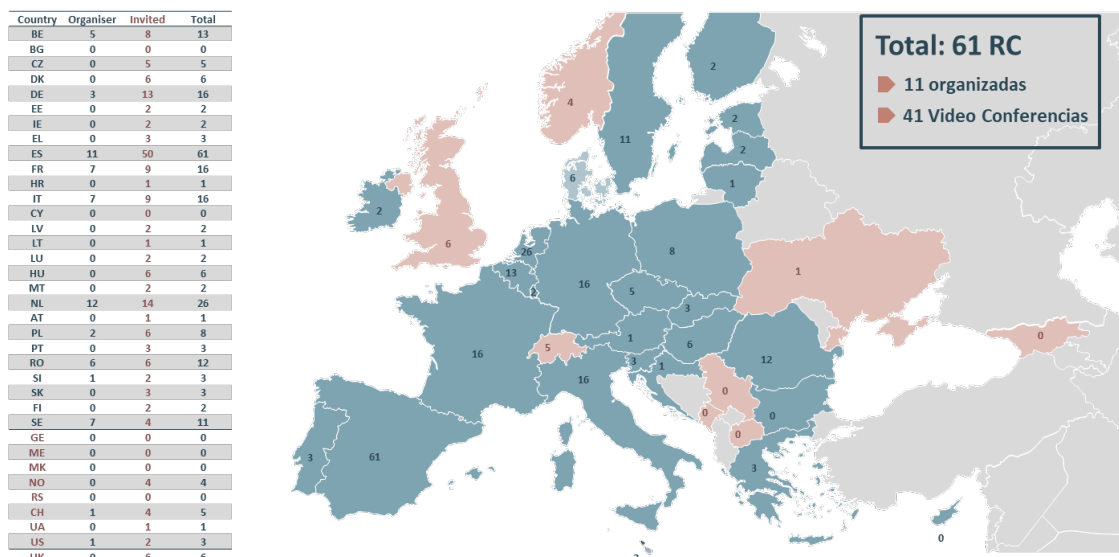 Country Organiser Invited Total
BE 5 8 13
BG 0 0 0
CZ 0 5 5
DK 0 6 6
DE 3 13 16
EE 0 2 2
IE 0 2 2
EL 0 3 3
ES 11 50 61
FR 7 9 16
HR 0 1 1
IT 7 9 16
CY 0 0 0
LV 0 2 2
LT 0 1 1
LU 0 2 2
HU 0 6 6
MT 0 2 2
NL 12 14 26
AT 0 1 1
PL 2 6 8
PT 0 3 3
RO 6 6 12
SI 1 2 3
SK 0 3 3
FI 0 2 2
SE 7 4 11
GE 0 0 0
ME 0 0 0
MK 0 0 0
NO 0 4 4
RS 0 0 0
CH 1 4 5
UA 0 1 1
US 1 2 3
UK 0 6 6
Total: 61 RC
11 organizadas
41 Video Conferencias
2
4
2
11
2
6
1
2
6
26
8
13
1
16
2
5
3
1
6
16
5
12
3
1
16
0
0
0
0
0
3
61
3
0